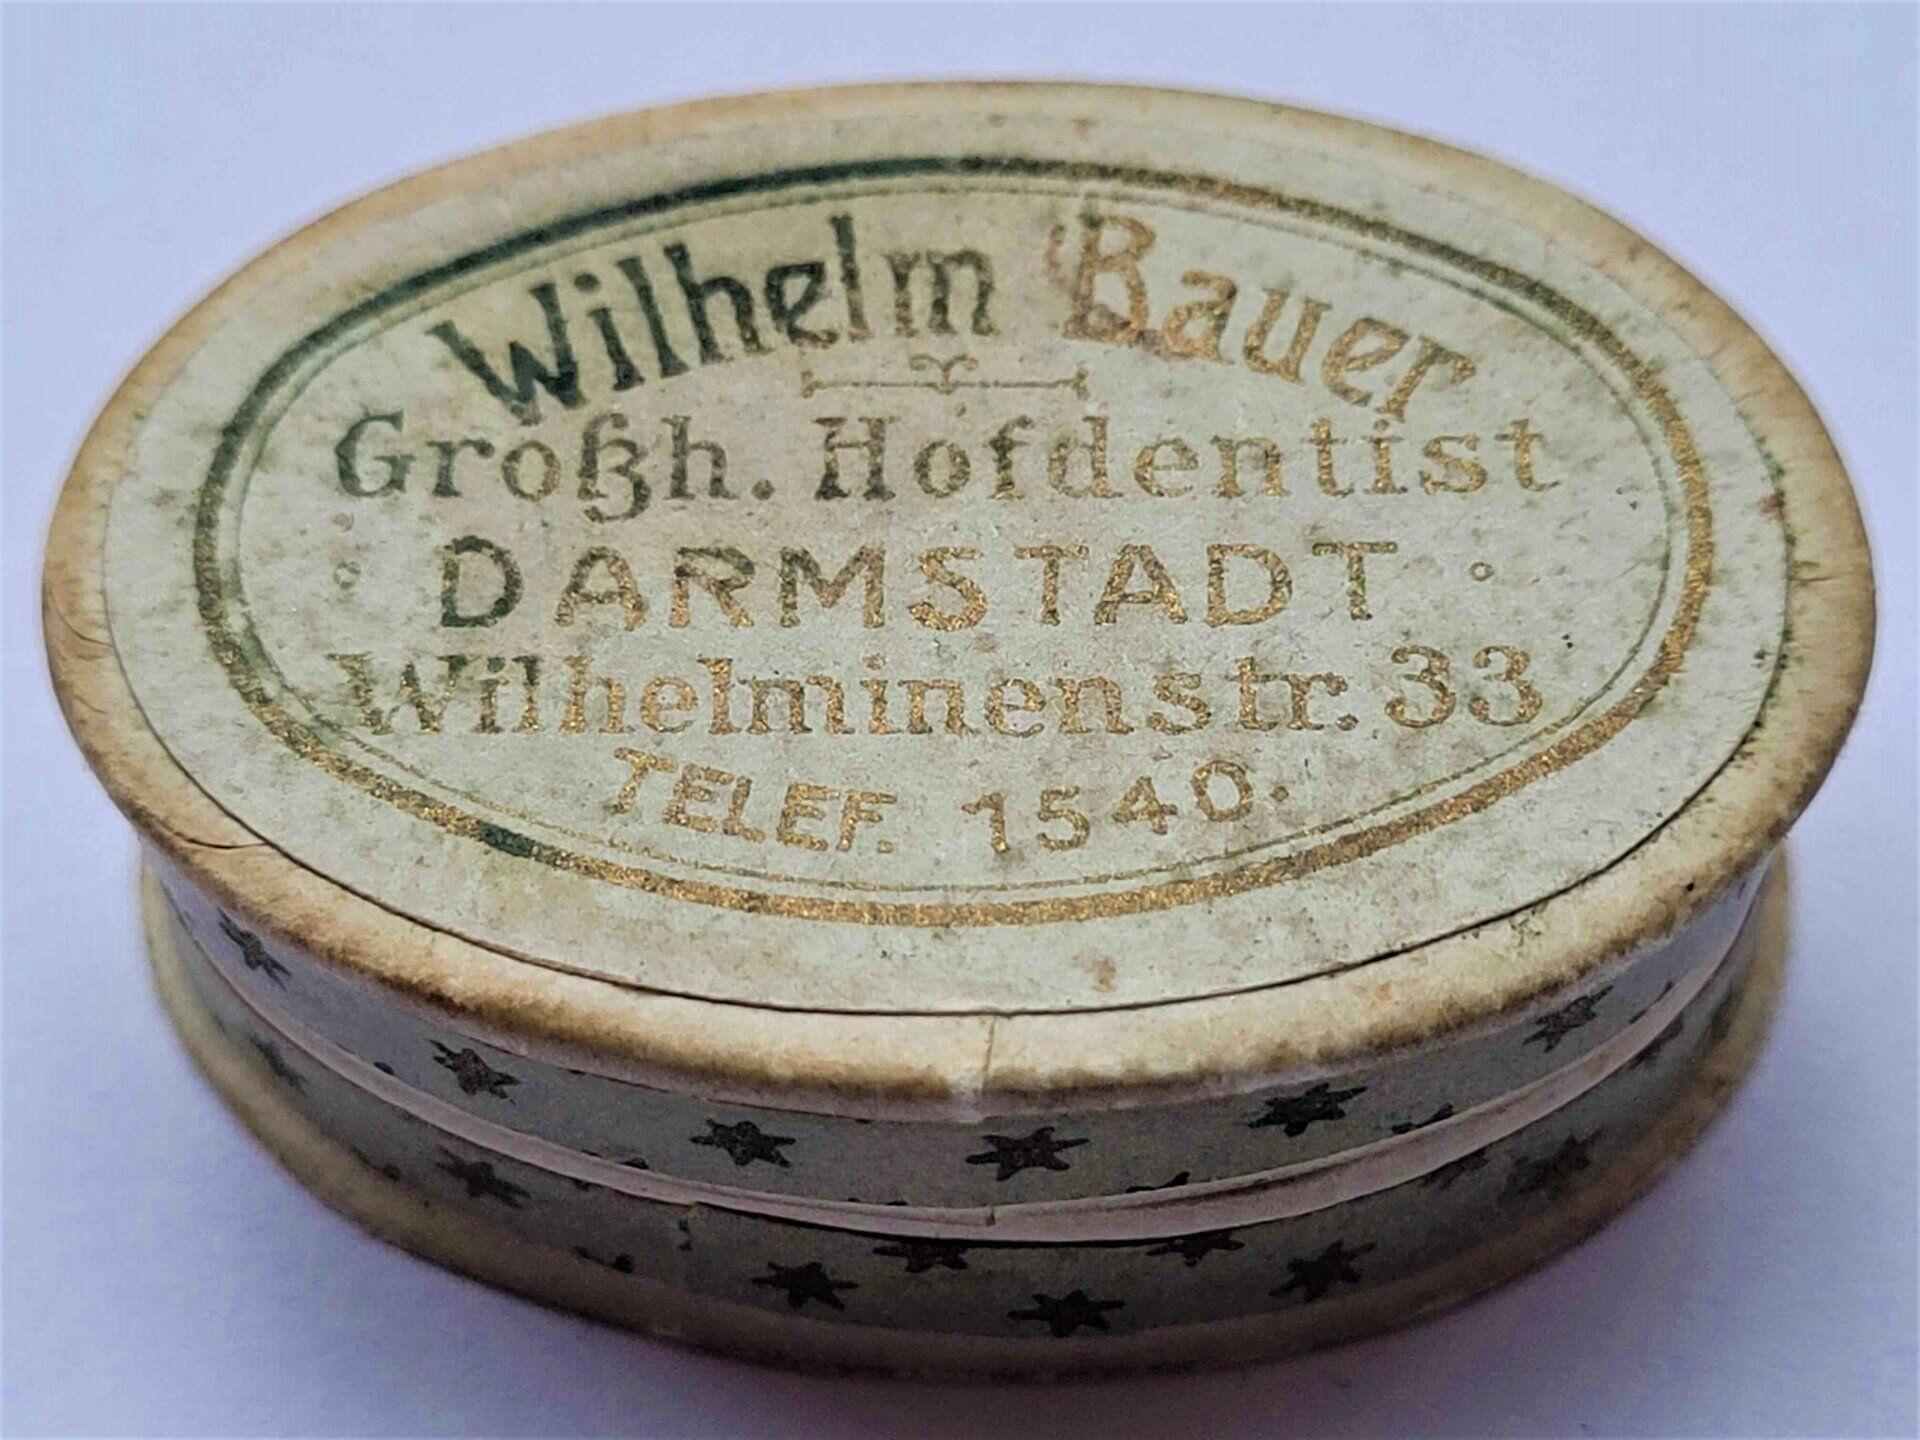 Wilhelm Bauer
Großh. Hofdentist
DARMSTADT
Wilhelminenstr. 33
TELEF. 1540.